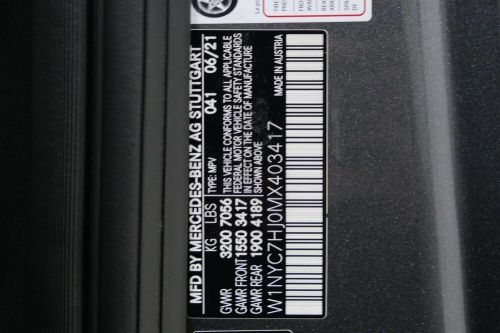 MFD BY MERCEDES-BENZ AG STUTTGART
KG LBS TYPE: MPV 041 06/21
GVWR 3200 7056 THIS VEHICLE CONFORMS TO ALL APPLICABLE
GAWR FRONT 1550 3417 FEDERAL MOTOR VEHICLE SAFETY STANDARDS
GAWR REAR 1900 4189 IN EFFECT ON THE DATE OF MANUFACTURE
SHOWN ABOVE
MADE IN AUSTRIA
W1NYC7HJ0MX403417